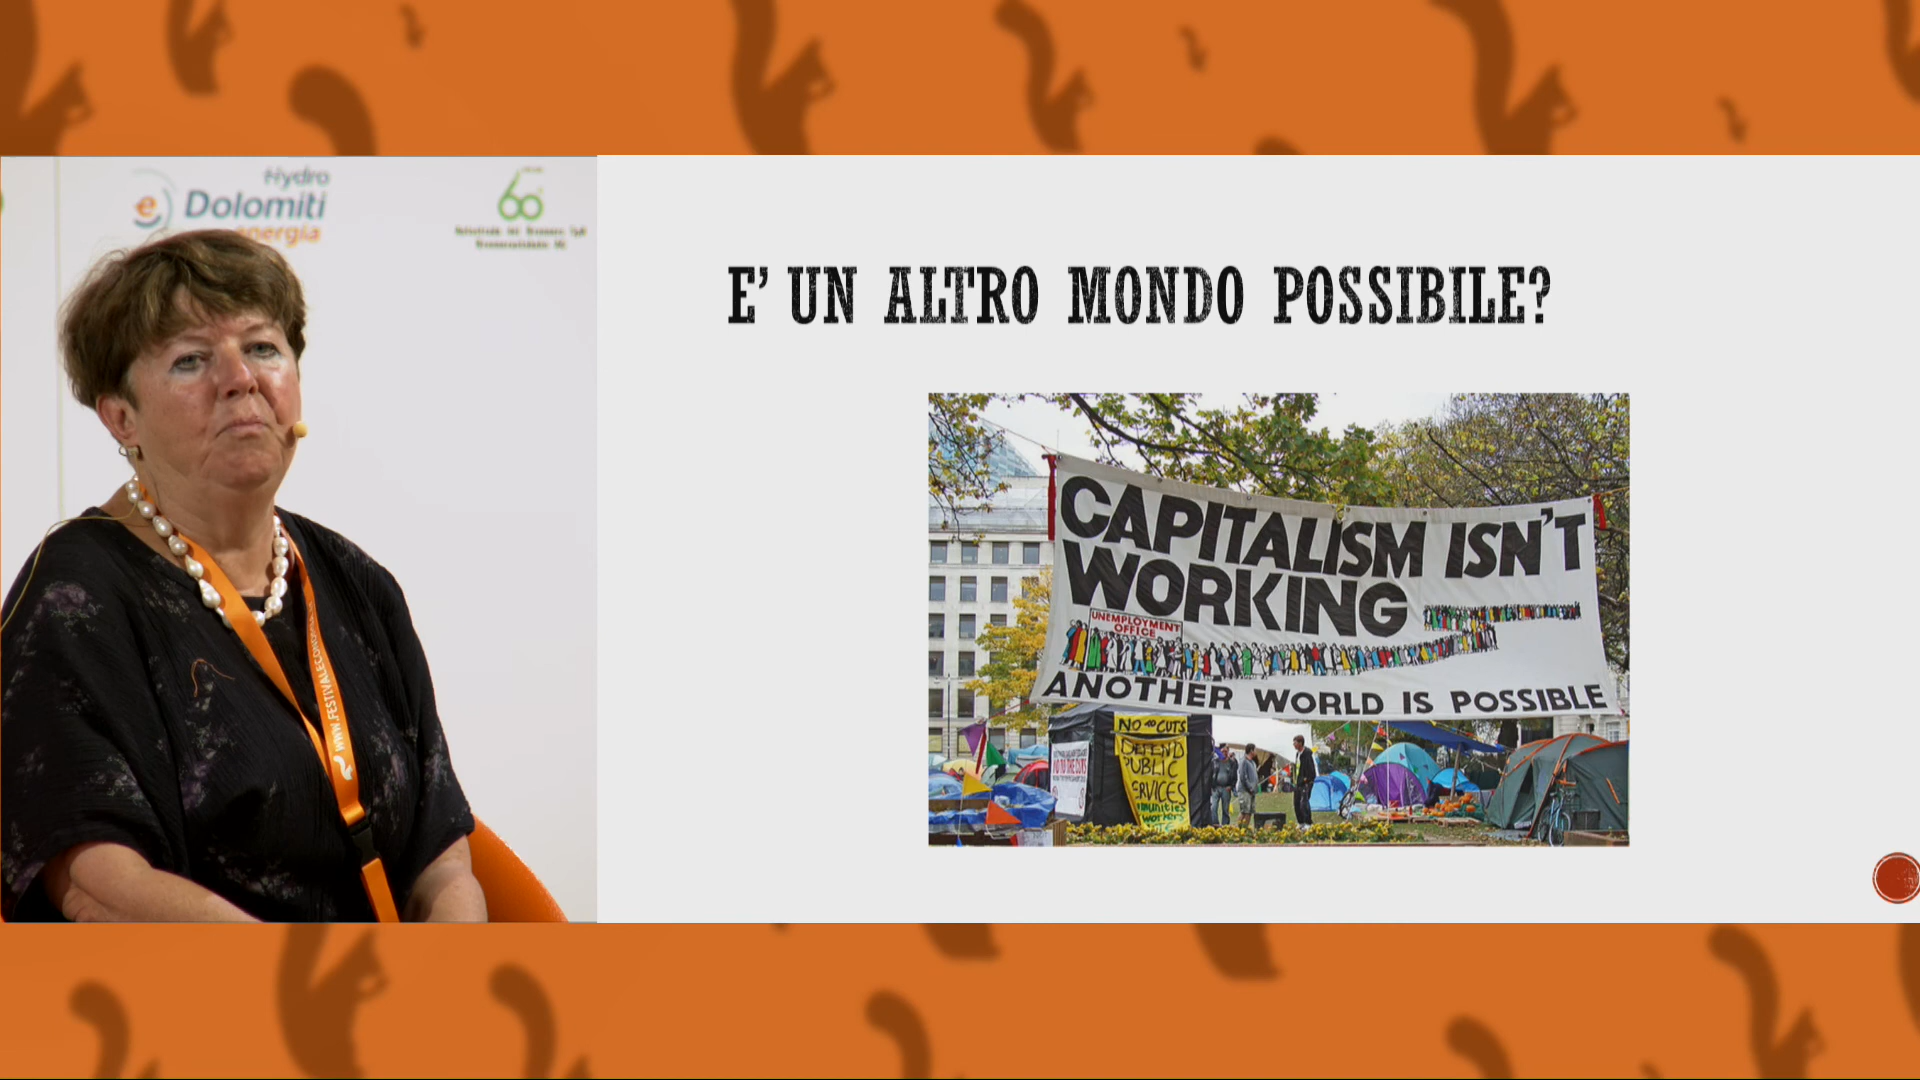 Hydro
Dolomiti
energia
60
E' UN ALTRO MONDO POSSIBILE?
CAPITALISM ISN'T
WORKING
UNEMPLOYMENT
OFFICE
ANOTHER WORLD IS POSSIBLE
NO CUTS
DEFEND
PUBLIC
SERVICES
WWW.FESTIVALECONOMIA